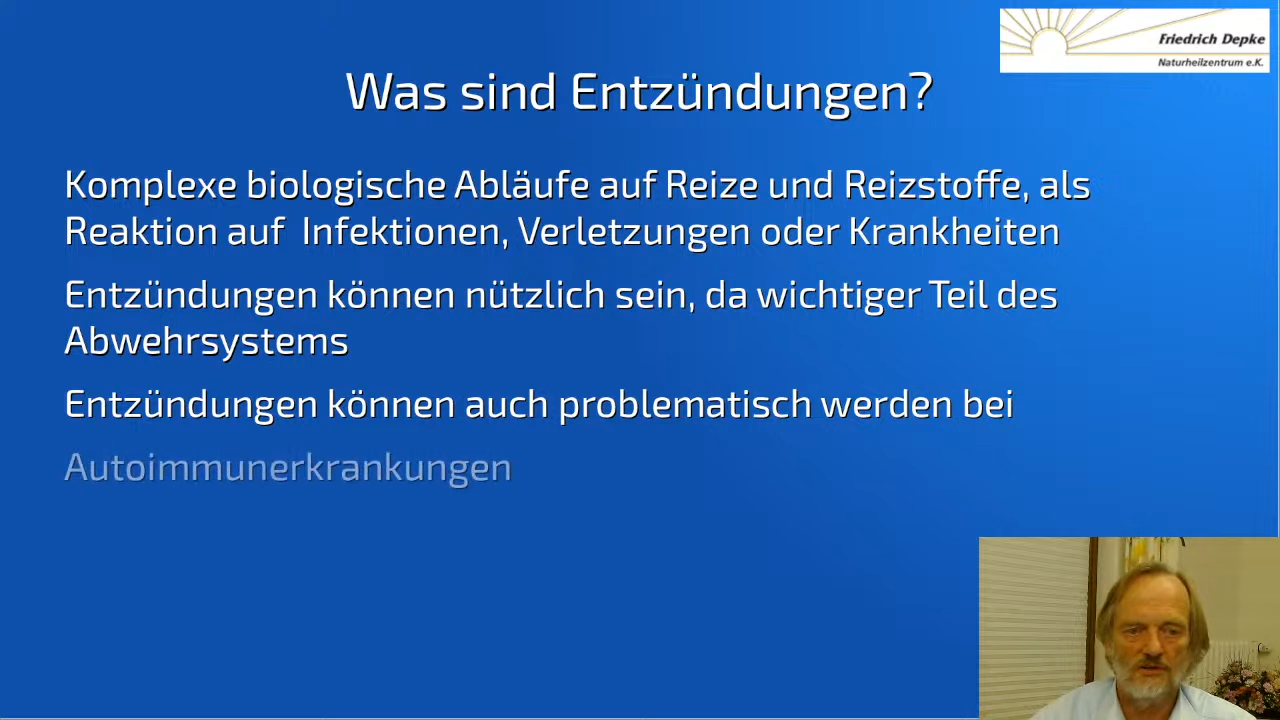 Friedrich Depke
Naturheilzentrum e.K.
Was sind Entzündungen?
Komplexe biologische Abläufe auf Reize und Reizstoffe, als
Reaktion auf Infektionen, Verletzungen oder Krankheiten
Entzündungen können nützlich sein, da wichtiger Teil des
Abwehrsystems
Entzündungen können auch problematisch werden bei
Autoimmunerkrankungen